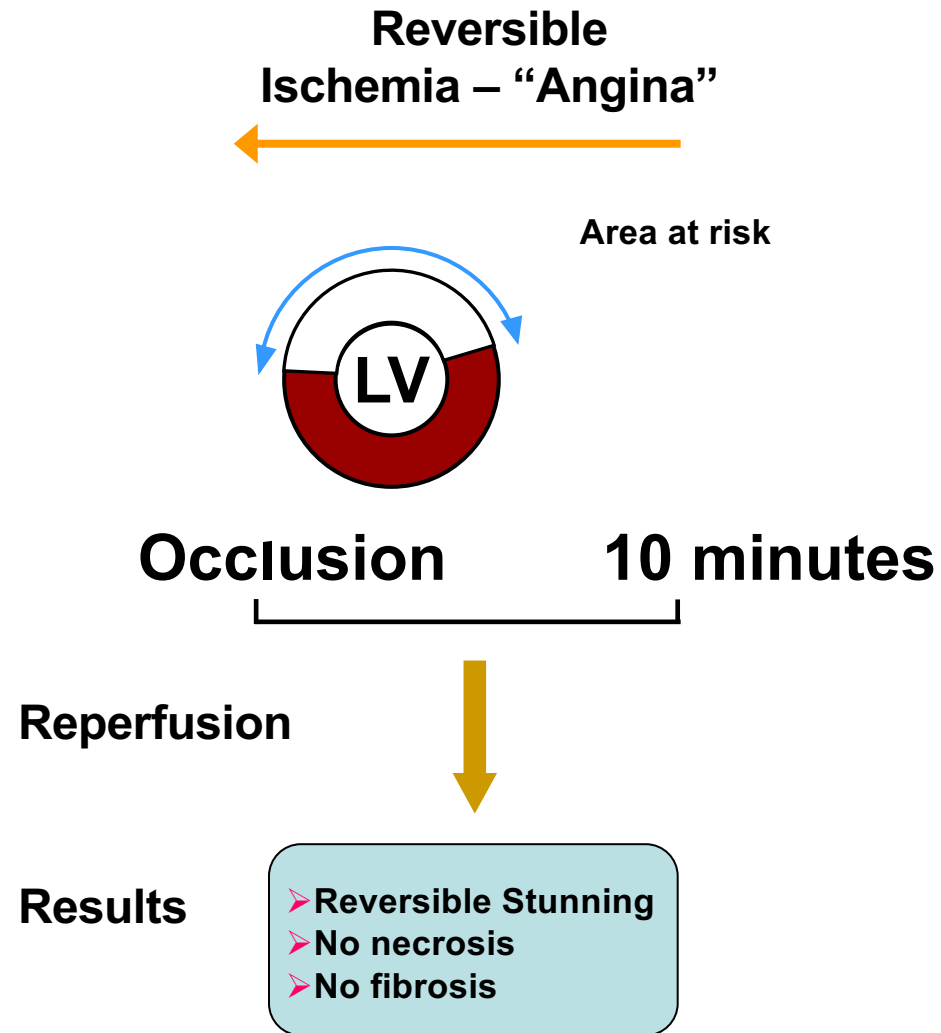 Reversible
Ischemia – “Angina”
Area at risk
LV
Occlusion 10 minutes
Reperfusion
Results
➢Reversible Stunning
➢No necrosis
➢No fibrosis